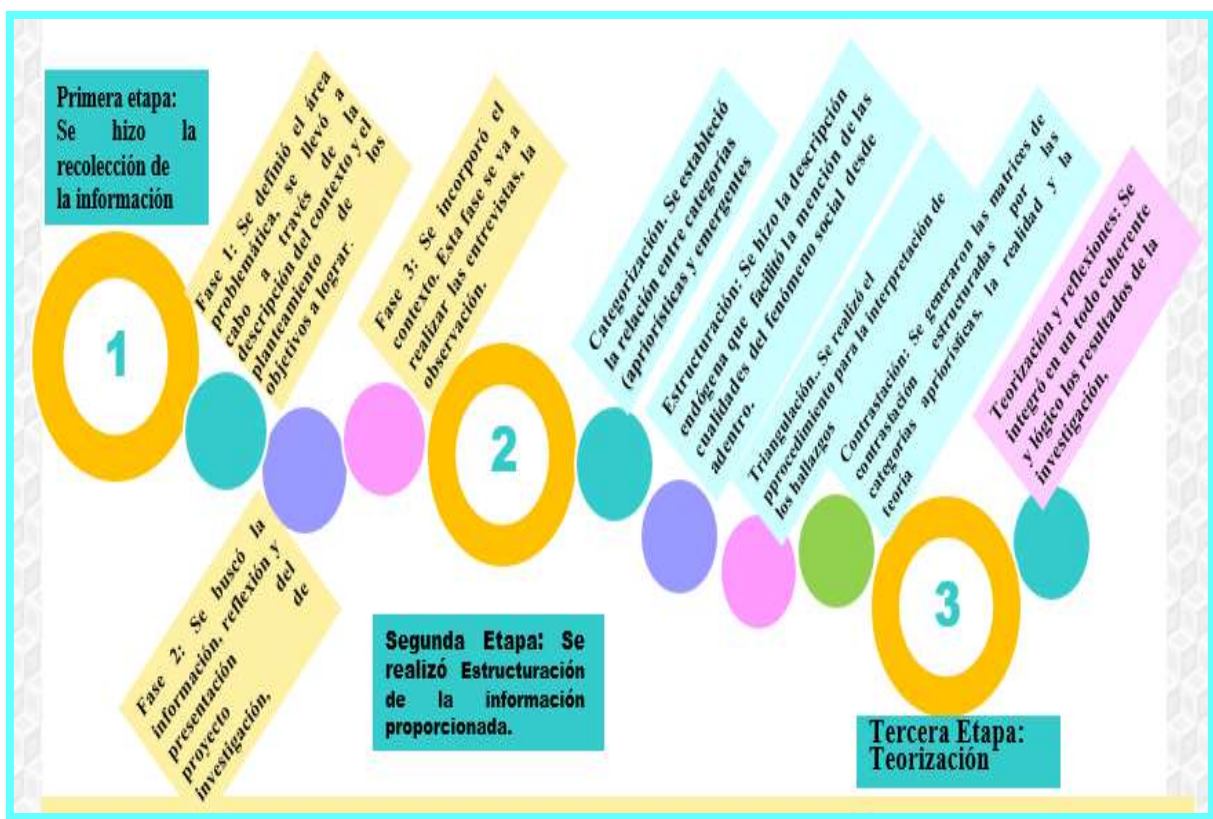 Primera etapa:
Se hizo la
recolección de
la información
1
Fase 1: Se definió el área
problemática, se llevó a
cabo a través de la
descripción del contexto y el
planteamiento de los
objetivos a lograr.
Fase 2: Se buscó la
información, reflexión y
presentación del
proyecto de
investigación,
Fase 3: Se incorporó el
contexto. Esta fase se va a
realizar las entrevistas, la
observación.
2
Segunda Etapa: Se
realizó Estructuración
de la información
proporcionada.
Categorización. Se estableció
la relación entre categorías
(apriorísticas y emergentes
Estructuración: Se hizo la descripción
endógena que facilitó la mención de las
cualidades del fenómeno social desde
adentro.
Triangulación.. Se realizó el
pprocedimiento para la interpretación de
los hallazgos
Contrastación: Se generaron las matrices de
contrastación estructuradas por las
categorías apriorísticas, la realidad y la
teoría
3
Tercera Etapa:
Teorización
Teorización y reflexiones: Se
integró en un todo coherente
y lógico los resultados de la
investigación,